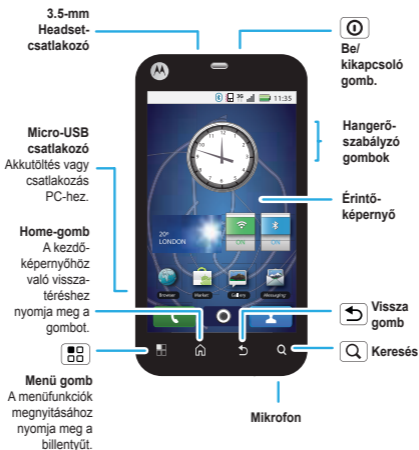 3.5-mm
Headset-
csatlakozó
Be/
kikapcsoló
gomb.
3G
11:35
Micro-USB
csatlakozó
Akkutöltés vagy
csatlakozás
PC-hez.
Hangerő-
szabályzó
gombok
Érintő-
képernyő
Home-gomb
A kezdő-
képernyőhöz
való vissza-
téréshez
nyomja meg a
gombot.
20º
LONDON
ON
ON
Browser
Market
Gallery
Messaging
Vissza
gomb
Keresés
Menü gomb
A menüfunkciók
megnyitásához
nyomja meg a
billentyűt.
Mikrofon